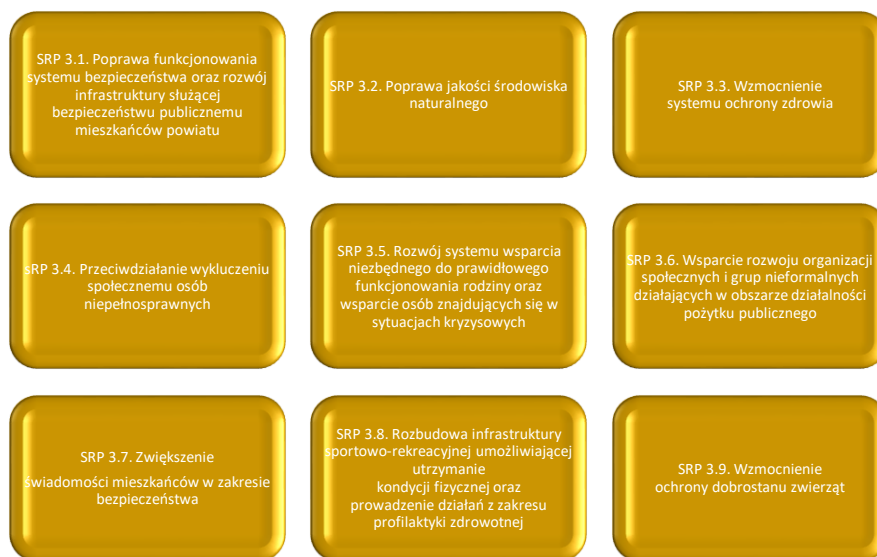 SRP 3.1. Poprawa funkcjonowania
systemu bezpieczeństwa oraz rozwój
infrastruktury służącej
bezpieczeństwu publicznemu
mieszkańców powiatu
SRP 3.2. Poprawa jakości środowiska
naturalnego
SRP 3.3. Wzmocnienie
systemu ochrony zdrowia
sRP 3.4. Przeciwdziałanie wykluczeniu
społecznemu osób
niepełnosprawnych
SRP 3.5. Rozwój systemu wsparcia
niezbędnego do prawidłowego
funkcjonowania rodziny oraz
wsparcie osób znajdujących się w
sytuacjach kryzysowych
SRP 3.6. Wsparcie rozwoju organizacji
społecznych i grup nieformalnych
działających w obszarze działalności
pożytku publicznego
SRP 3.7. Zwiększenie
świadomości mieszkańców w zakresie
bezpieczeństwa
SRP 3.8. Rozbudowa infrastruktury
sportowo-rekreacyjnej umożliwiającej
utrzymanie
kondycji fizycznej oraz
prowadzenie działań z zakresu
profilaktyki zdrowotnej
SRP 3.9. Wzmocnienie
ochrony dobrostanu zwierząt